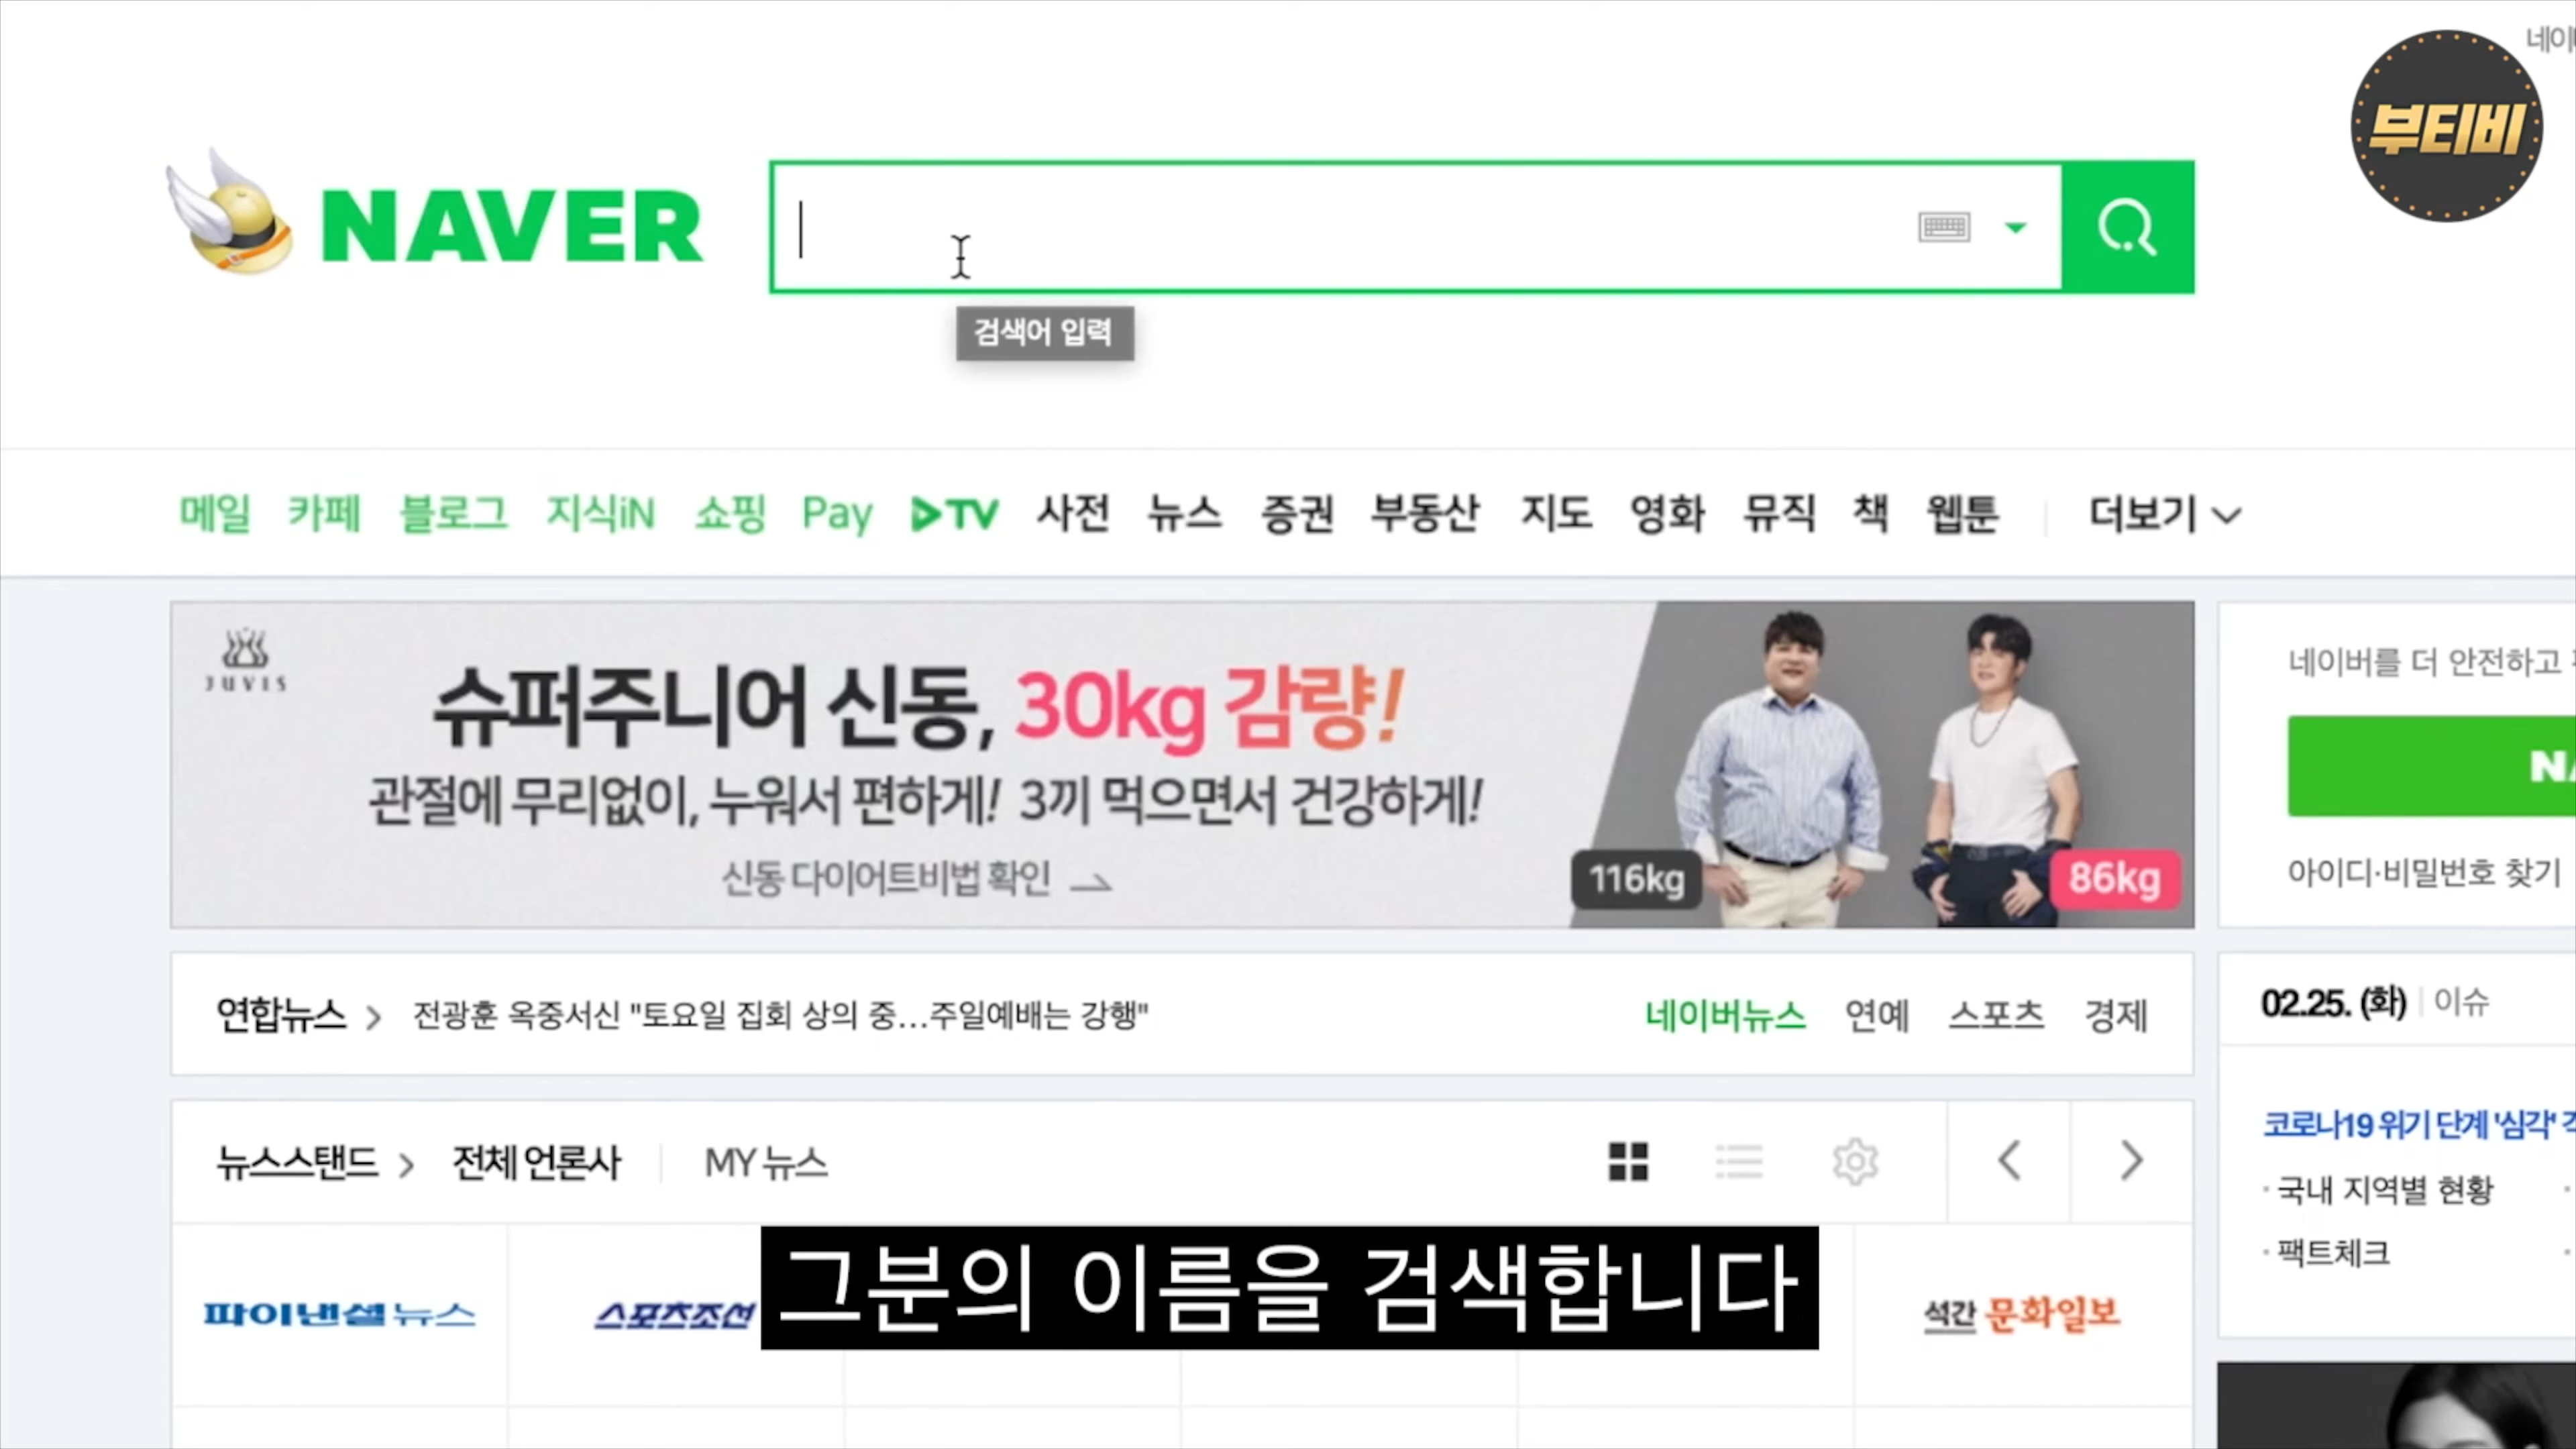 네이
부티비
NAVER
검색어 입력
메일 카페 블로그 지식iN 쇼핑 Pay TV 사전 뉴스 증권 부동산 지도 영화 뮤직 책 웹툰 더보기
JUVIS
슈퍼주니어 신동, 30kg 감량!
관절에 무리없이, 누워서 편하게! 3끼 먹으면서 건강하게!
신동 다이어트비법 확인
116kg
86kg
네이버를 더 안전하고
NA
아이디·비밀번호 찾기
연합뉴스 > 전광훈 옥중서신 "토요일 집회 상의 중...주일예배는 강행"
네이버뉴스 연예 스포츠 경제
02.25. (화) 이슈
뉴스스탠드 > 전체 언론사 MY 뉴스
코로나19 위기 단계 '심각'
· 국내 지역별 현황
· 팩트체크
파이낸셜뉴스
스포츠조선
석간 문화일보
그분의 이름을 검색합니다